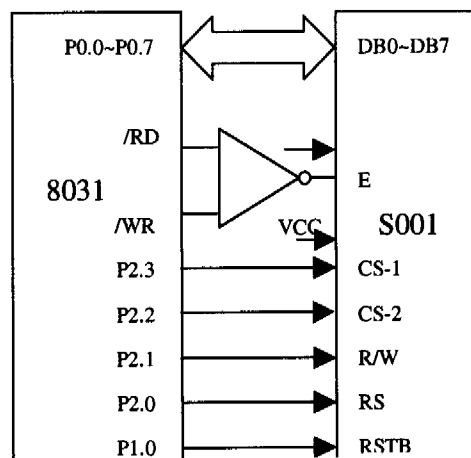 P0.0~P0.7 DB0~DB7
/RD
E
8031
/WR VCC S001
P2.3 CS-1
P2.2 CS-2
P2.1 R/W
P2.0 RS
P1.0 RSTB